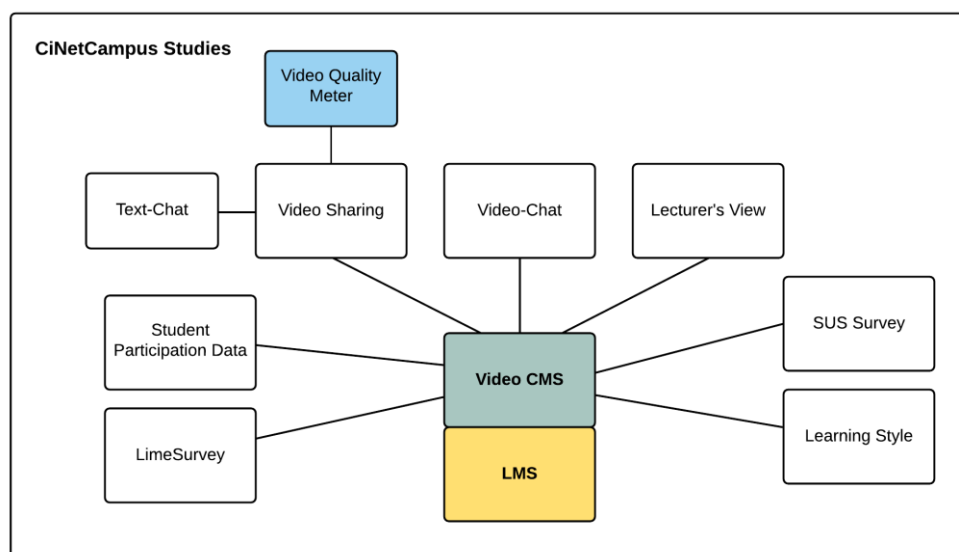 CiNetCampus Studies
Video Quality
Meter
Text-Chat
Video Sharing
Video-Chat
Lecturer's View
Student
Participation Data
SUS Survey
Video CMS
LimeSurvey
Learning Style
LMS